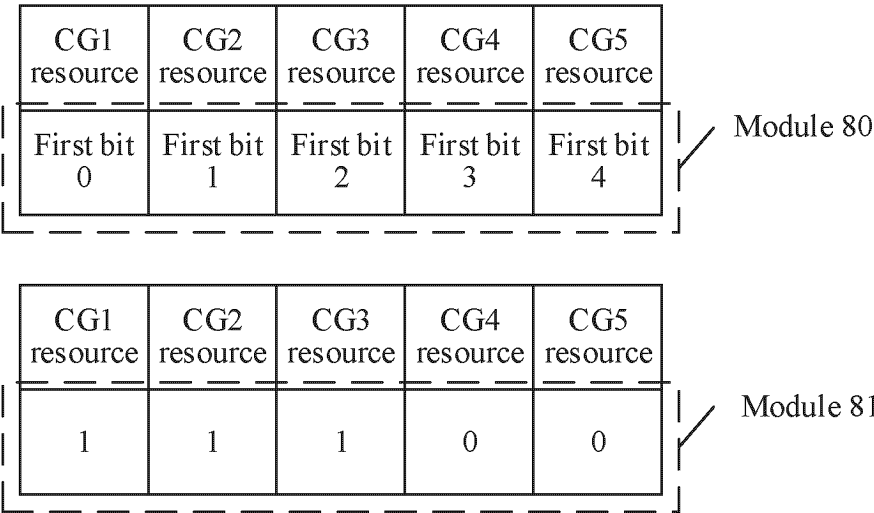 CG1 resource
CG2 resource
CG3 resource
CG4 resource
CG5 resource
First bit 0
First bit 1
First bit 2
First bit 3
First bit 4
Module 80
CG1 resource
CG2 resource
CG3 resource
CG4 resource
CG5 resource
1
1
1
0
0
Module 81